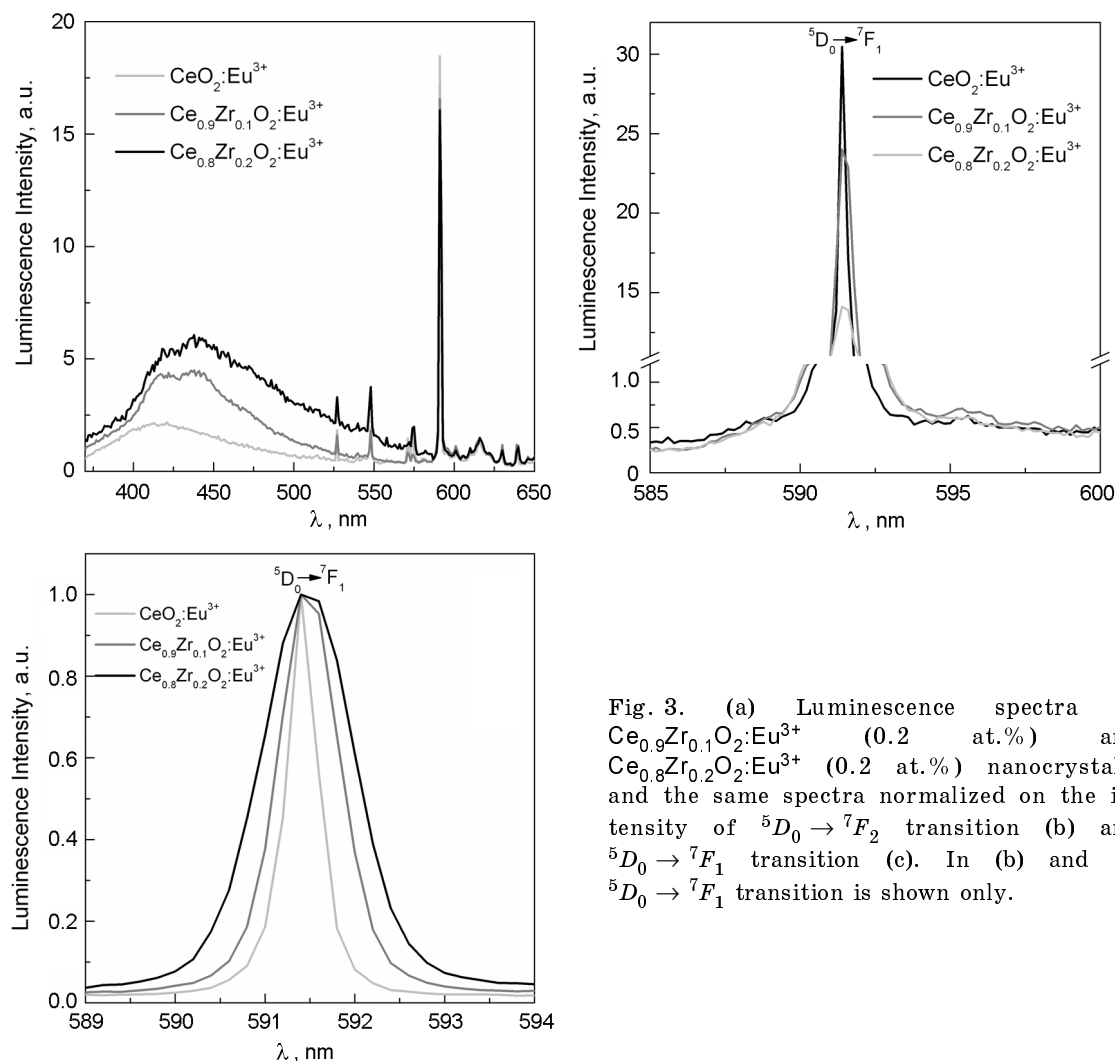 20
15
10
5
0
Luminescence Intensity, a.u.
CeO₂:Eu³⁺
Ce₀.₉Zr₀.₁O₂:Eu³⁺
Ce₀.₈Zr₀.₂O₂:Eu³⁺
400 450 500 550 600 650
λ , nm
⁵D₀ → ⁷F₁
30
25
20
15
1.0
0.5
0
Luminescence Intensity, a.u.
CeO₂:Eu³⁺
Ce₀.₉Zr₀.₁O₂:Eu³⁺
Ce₀.₈Zr₀.₂O₂:Eu³⁺
585 590 595 600
λ , nm
⁵D₀ → ⁷F₁
1.0
0.8
0.6
0.4
0.2
0.0
Luminescence Intensity, a.u.
CeO₂:Eu³⁺
Ce₀.₉Zr₀.₁O₂:Eu³⁺
Ce₀.₈Zr₀.₂O₂:Eu³⁺
589 590 591 592 593 594
λ , nm
Fig. 3. (a) Luminescence spectra
Ce₀.₉Zr₀.₁O₂:Eu³⁺ (0.2 at.%) an
Ce₀.₈Zr₀.₂O₂:Eu³⁺ (0.2 at.%) nanocrystal
and the same spectra normalized on the i
tensity of ⁵D₀ → ⁷F₂ transition (b) an
⁵D₀ → ⁷F₁ transition (c). In (b) and
⁵D₀ → ⁷F₁ transition is shown only.